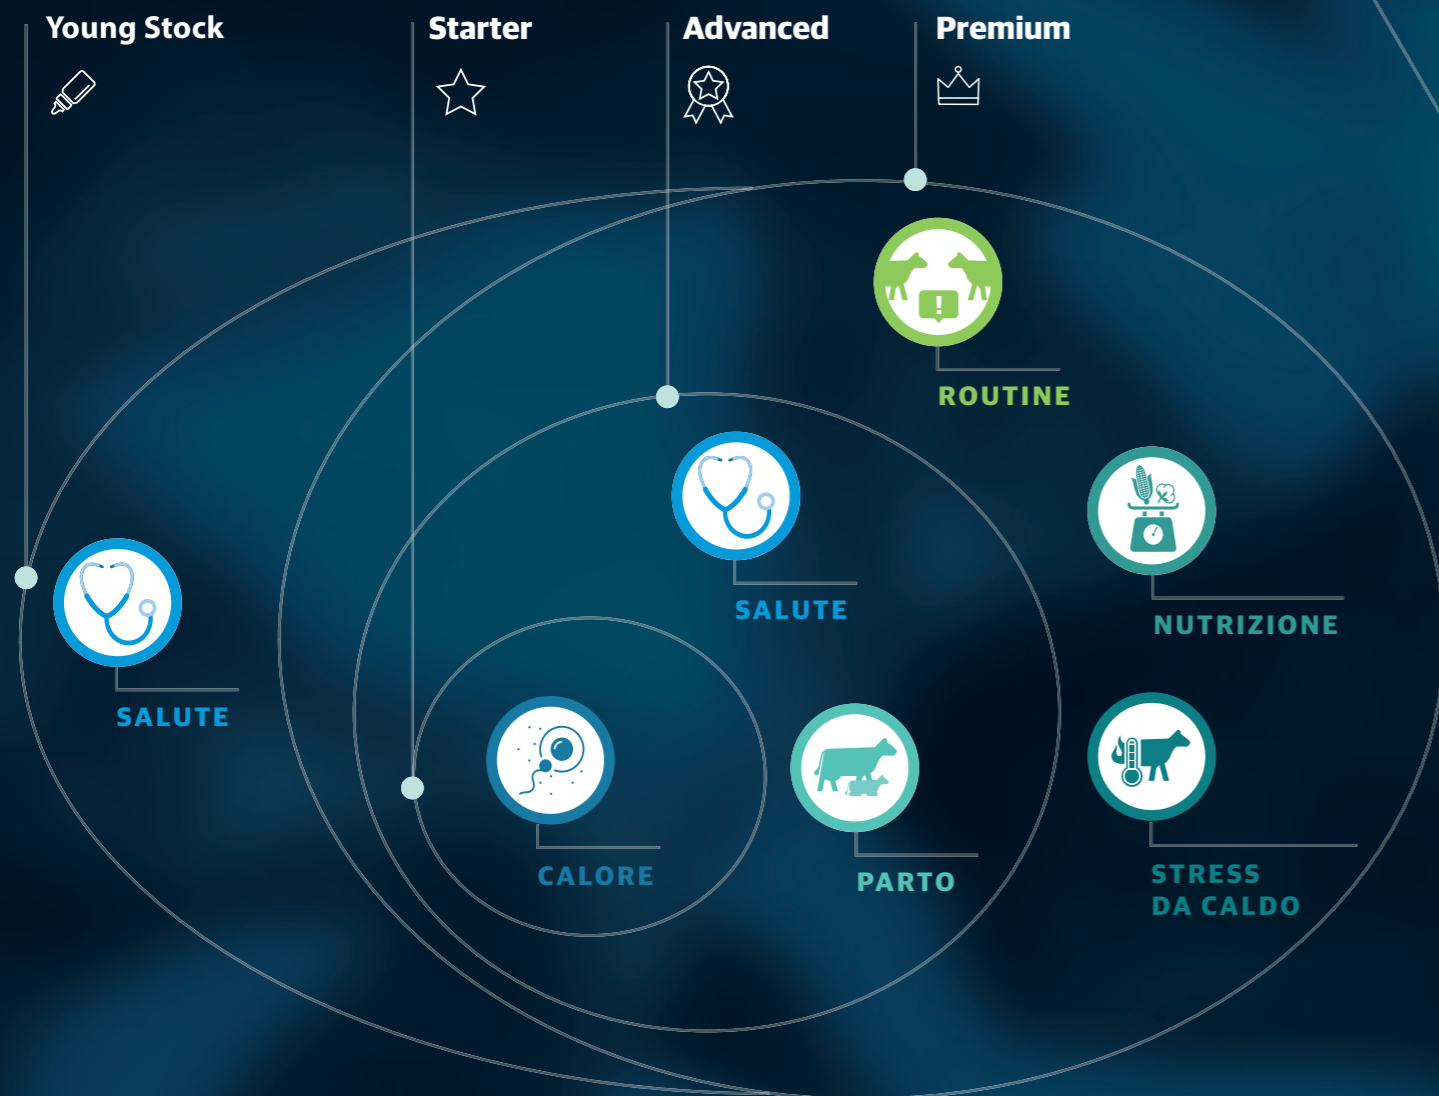 Young Stock
Starter
Advanced
Premium
!
ROUTINE
SALUTE
NUTRIZIONE
SALUTE
CALORE
PARTO
STRESS
DA CALDO